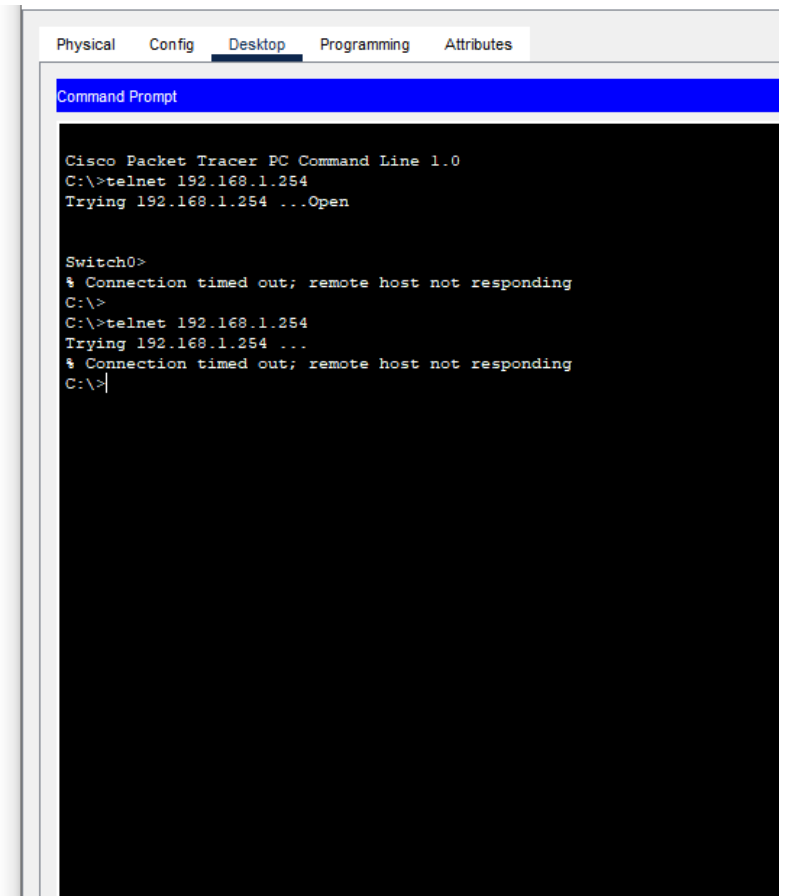 Physical Config Desktop Programming Attributes
Command Prompt
Cisco Packet Tracer PC Command Line 1.0
C:\>telnet 192.168.1.254
Trying 192.168.1.254 ...Open
Switch0>
% Connection timed out; remote host not responding
C:\>
C:\>telnet 192.168.1.254
Trying 192.168.1.254 ...
% Connection timed out; remote host not responding
C:\>